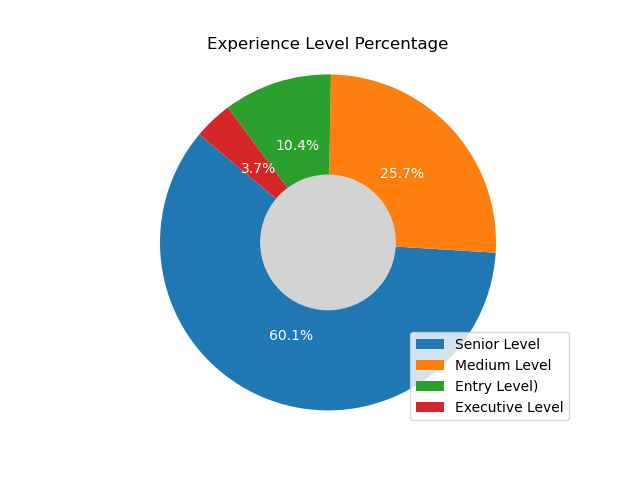 Experience Level Percentage
10.4%
3.7%
25.7%
60.1%
Senior Level
Medium Level
Entry Level)
Executive Level